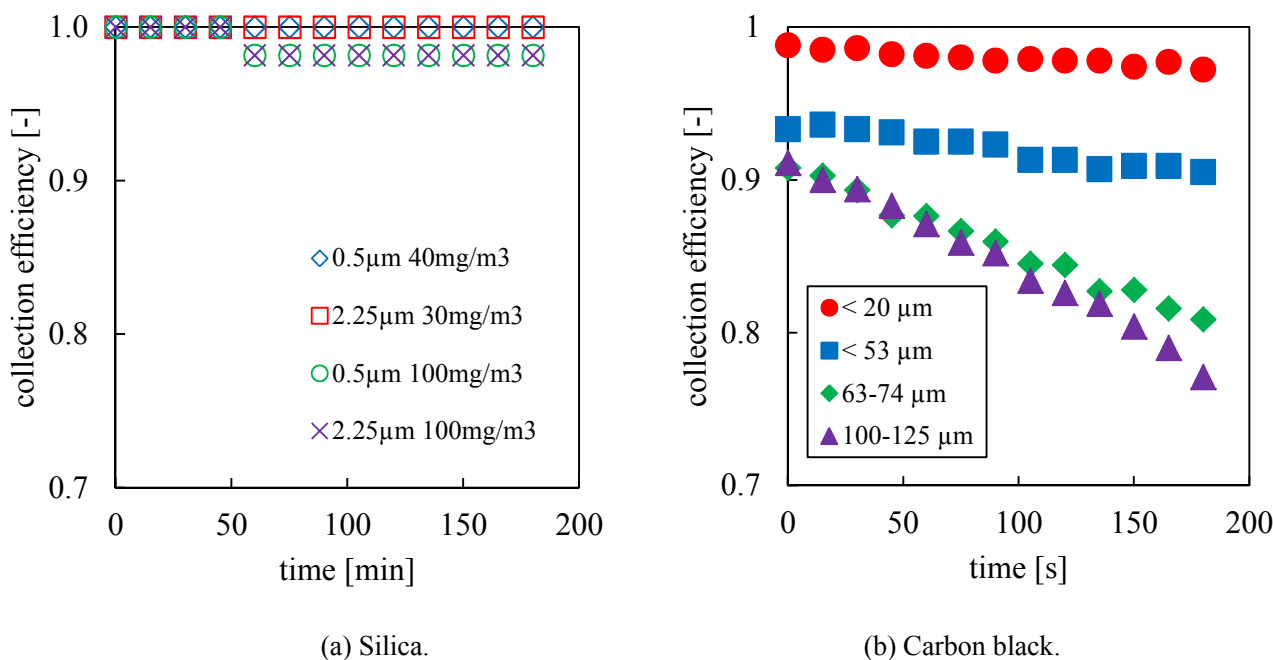 1.0
0.9
0.8
0.7
collection efficiency [-]
0.5µm 40mg/m3
2.25µm 30mg/m3
0.5µm 100mg/m3
2.25µm 100mg/m3
0 50 100 150 200
time [min]
(a) Silica.
1.0
0.9
0.8
0.7
collection efficiency [-]
< 20 µm
< 53 µm
63-74 µm
100-125 µm
0 50 100 150 200
time [s]
(b) Carbon black.